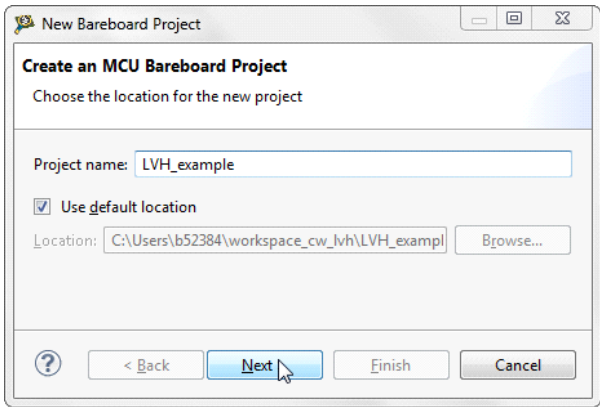 New Bareboard Project
Create an MCU Bareboard Project
Choose the location for the new project
Project name: LVH_example
Use default location
Location: C:\Users\b52384\workspace_cw_lvh\LVH_exampl Browse...
? < Back Next Finish Cancel